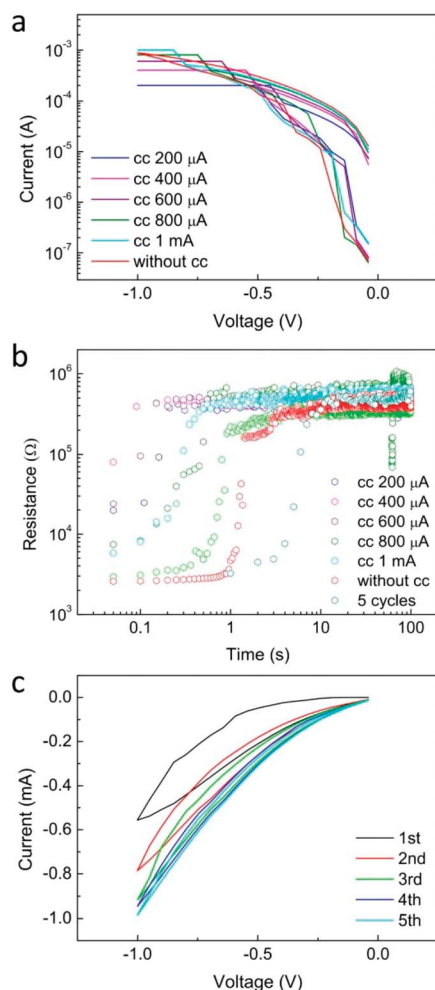 a
10⁻³
10⁻⁴
10⁻⁵
10⁻⁶
10⁻⁷
Current (A)
cc 200 μA
cc 400 μA
cc 600 μA
cc 800 μA
cc 1 mA
without cc
-1.0 -0.5 0.0
Voltage (V)
b
10⁶
10⁵
10⁴
10³
Resistance (Ω)
cc 200 μA
cc 400 μA
cc 600 μA
cc 800 μA
cc 1 mA
without cc
5 cycles
0.1 1 10 100
Time (s)
c
0.0
-0.2
-0.4
-0.6
-0.8
-1.0
Current (mA)
1st
2nd
3rd
4th
5th
-1.0 -0.5 0.0
Voltage (V)